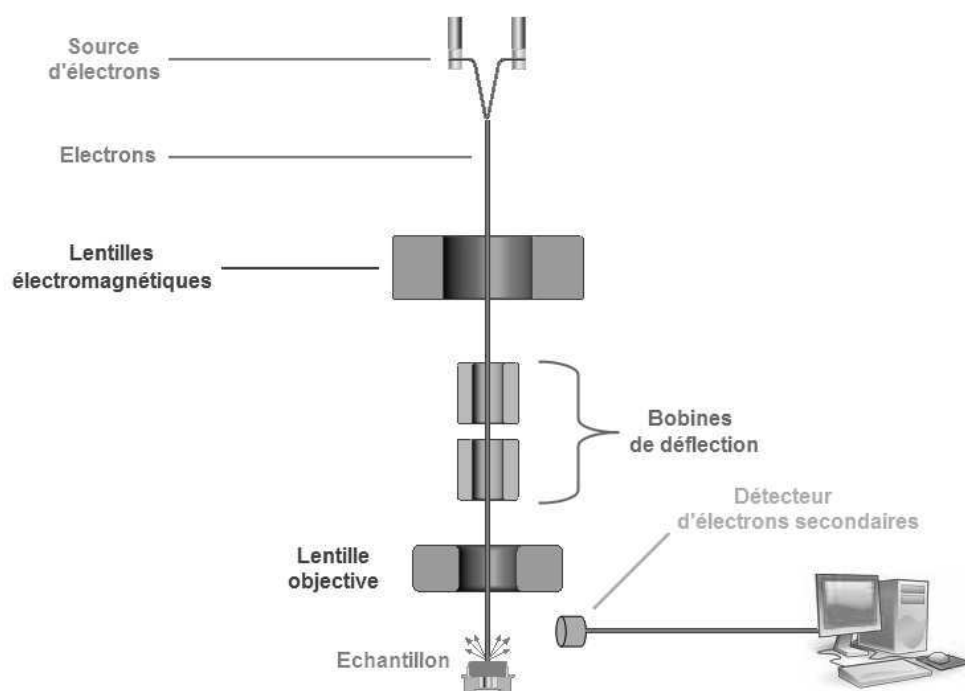 Source
d'électrons
Electrons
Lentilles
électromagnétiques
Bobines
de déflection
Détecteur
d'électrons secondaires
Lentille
objective
Echantillon